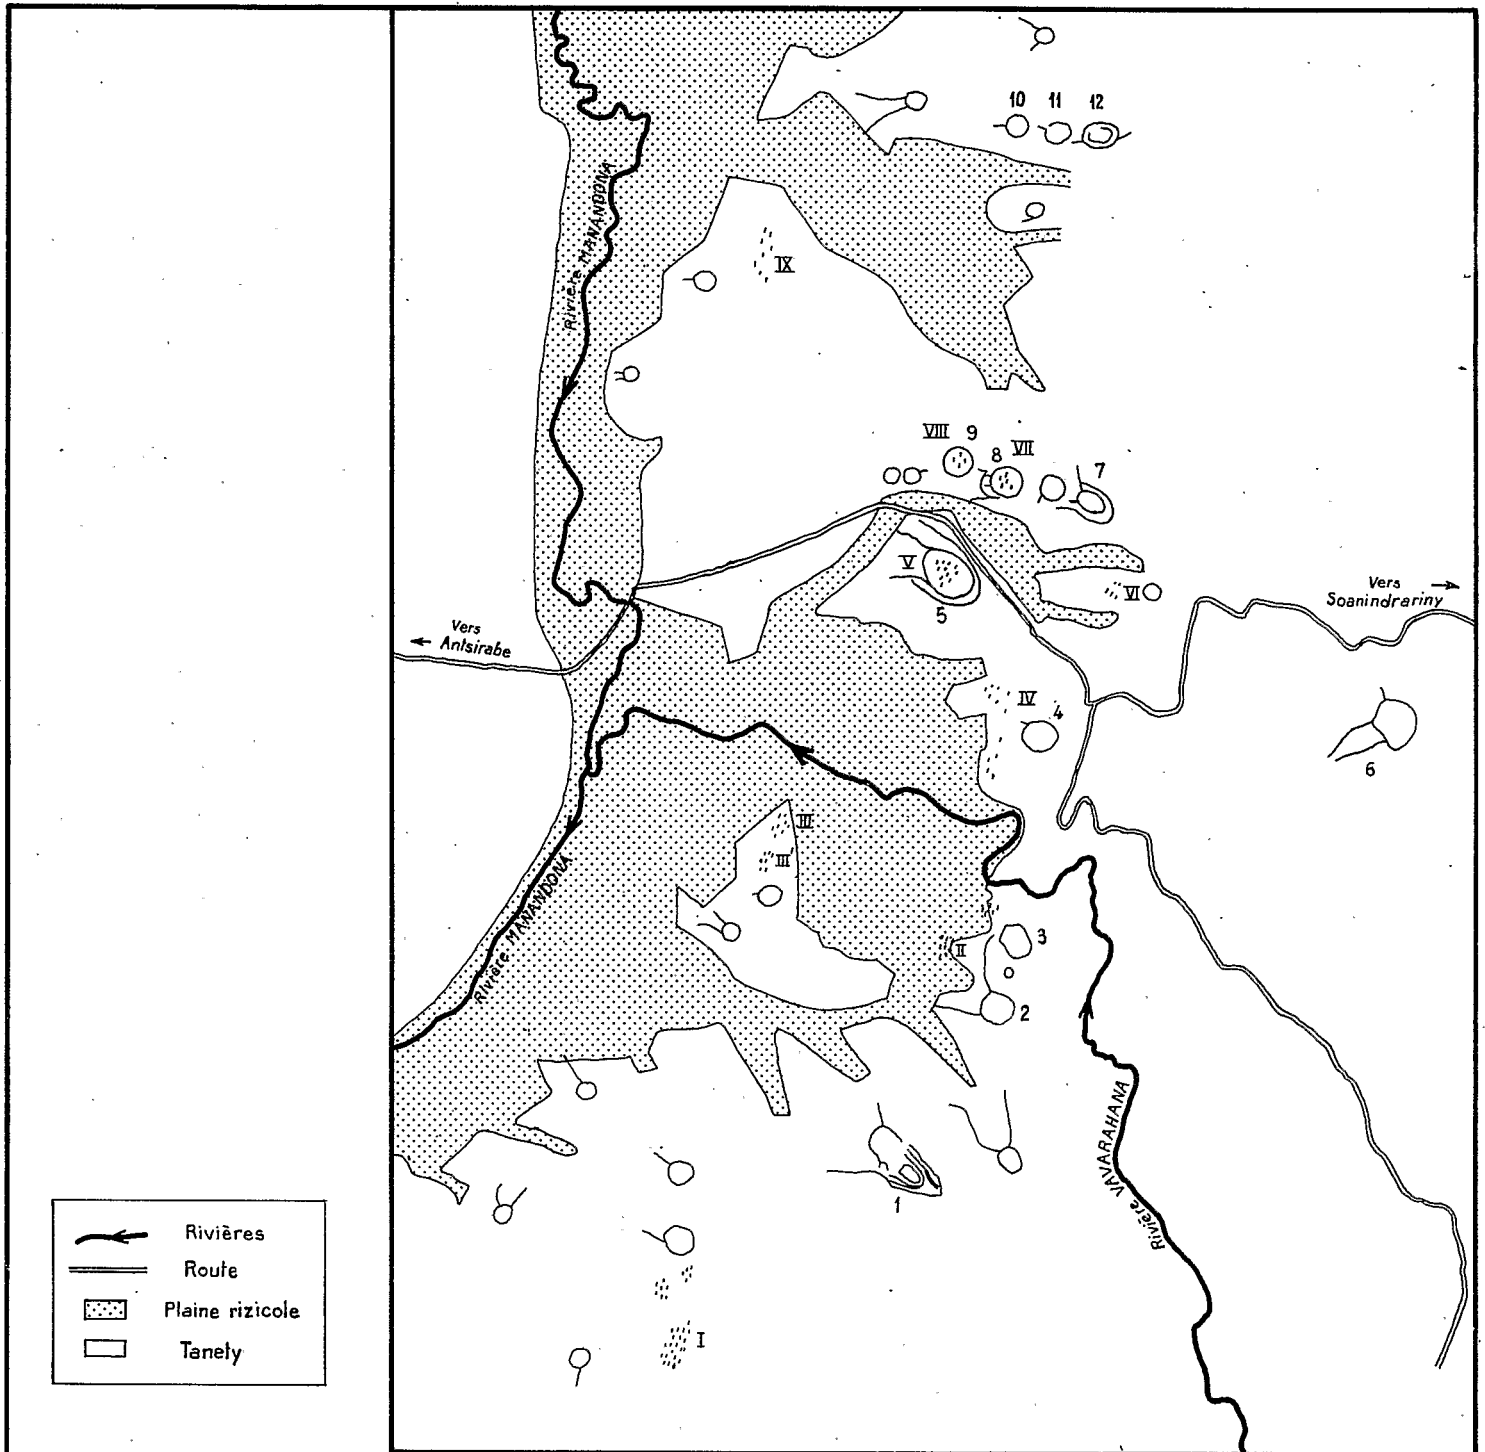 10
11
12
Rivière MANANDONA
IX
VIII
9
8
VII
7
V
5
VI
Vers
Soanindrariny
Vers
Antsirabe
IV
4
6
III
III'
Rivière MANANDONA
II
3
2
1
Rivière VAVARAHANA
I
Rivières
Route
Plaine rizicole
Tanety